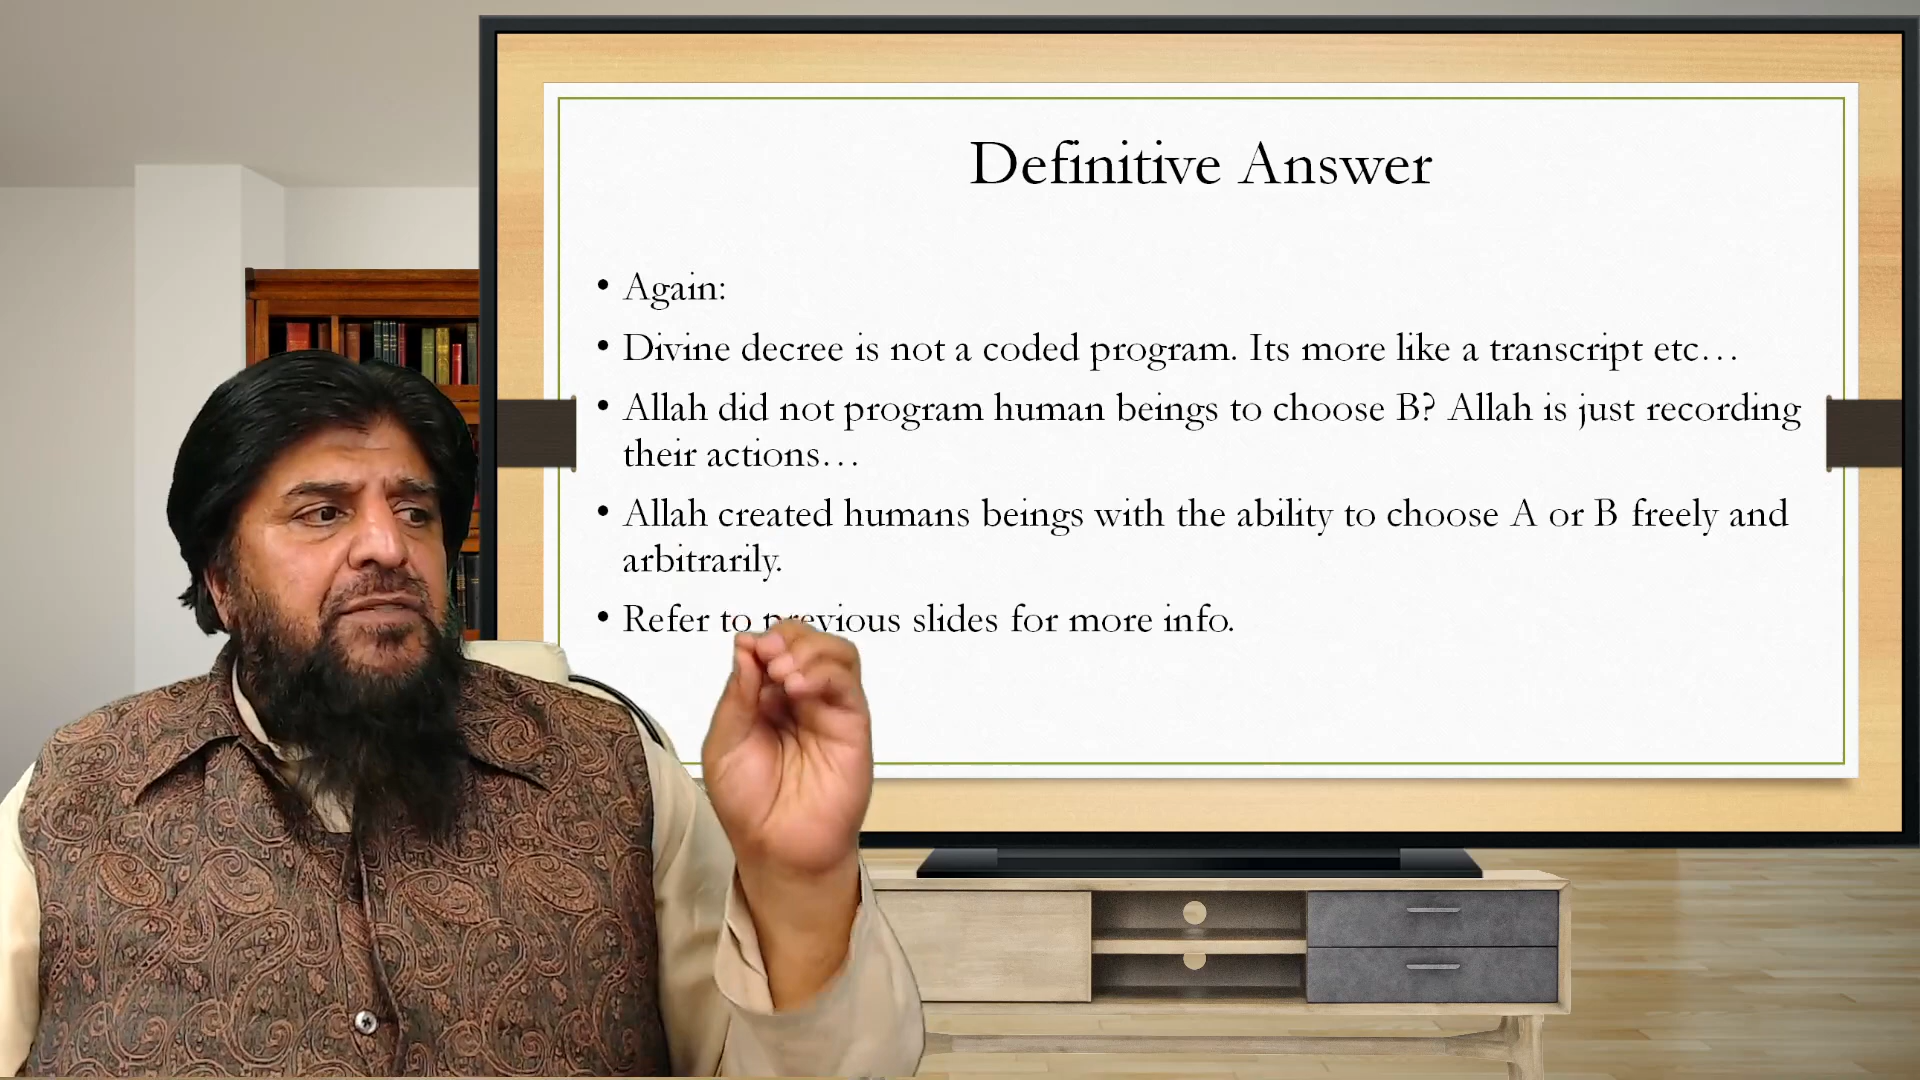 Definitive Answer
• Again:
• Divine decree is not a coded program. Its more like a transcript etc…
• Allah did not program human beings to choose B? Allah is just recording
their actions…
• Allah created humans beings with the ability to choose A or B freely and
arbitrarily.
• Refer to previous slides for more info.